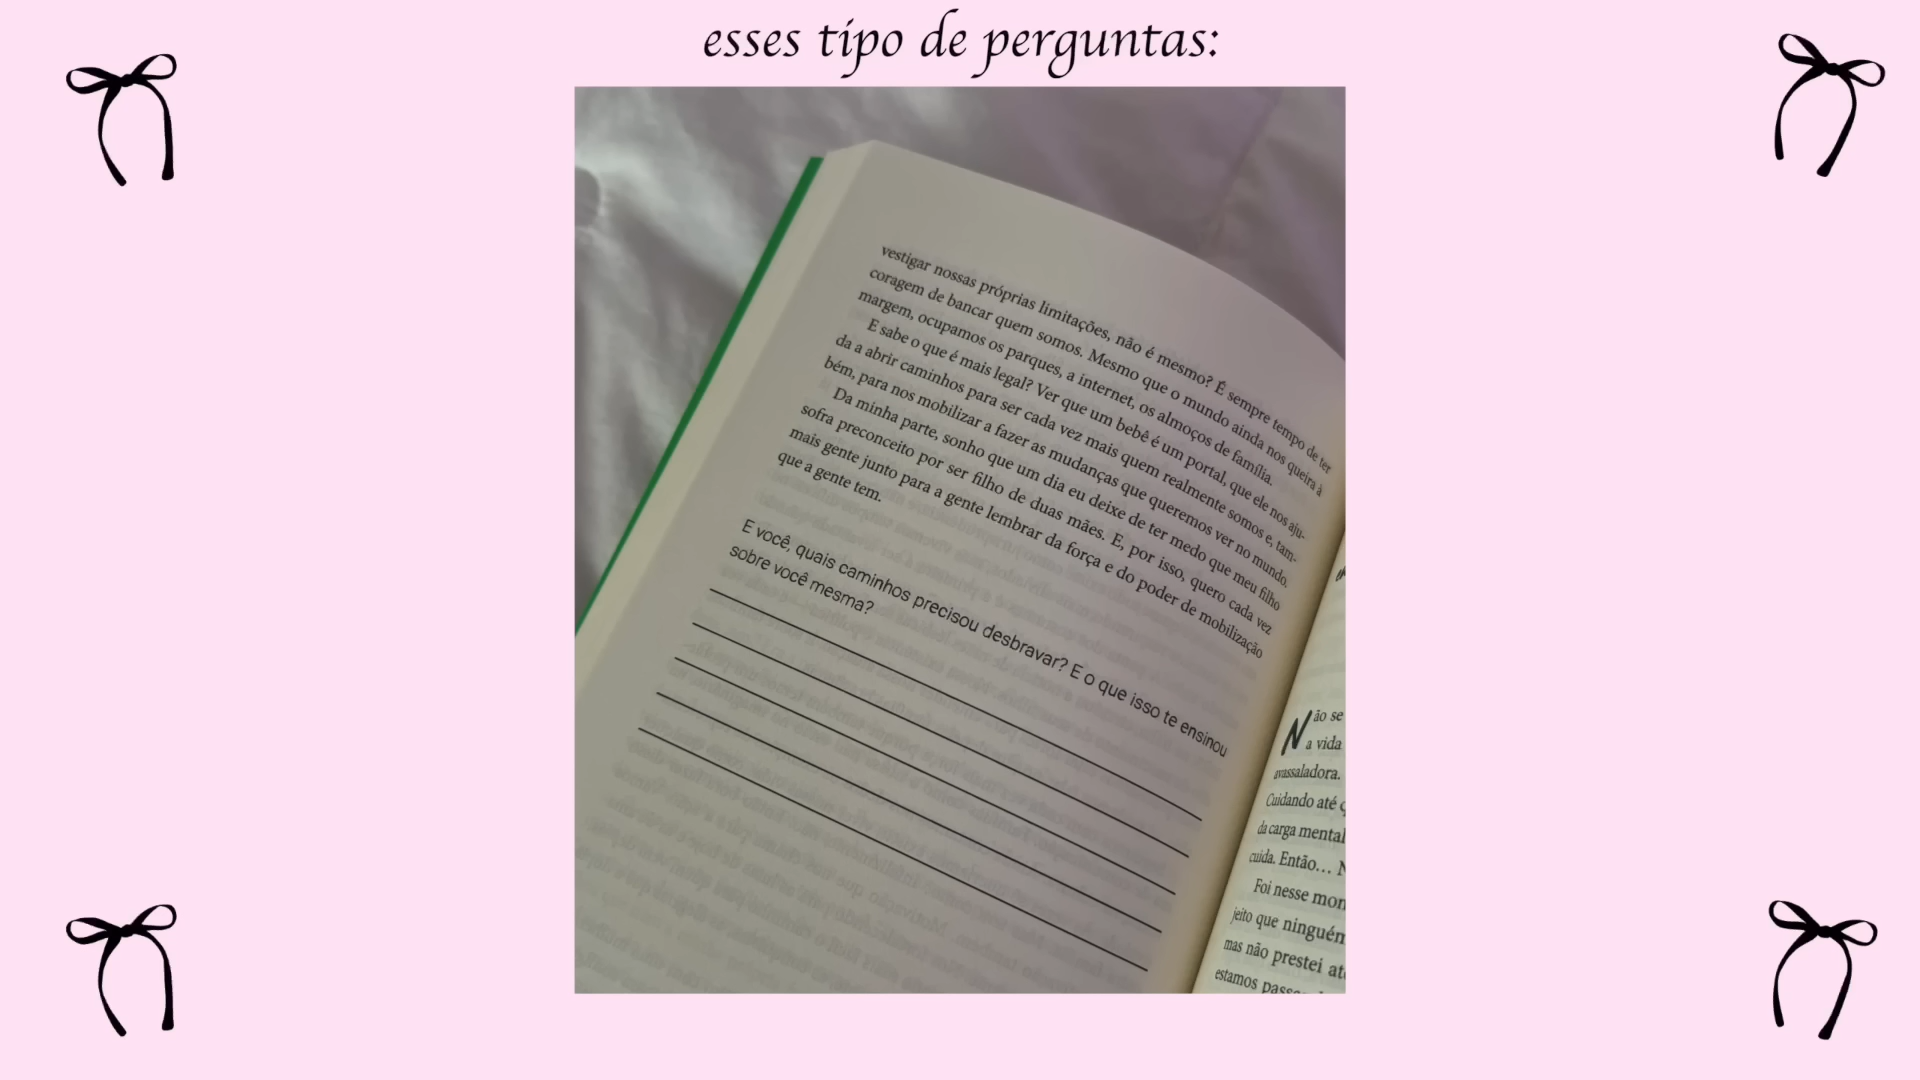 esses tipo de perguntas:
vestigar nossas próprias limitações, não é mesmo? É sempre tempo de ter
coragem de bancar quem somos. Mesmo que o mundo ainda nos queira à
margem, ocupamos os parques, a internet, os almoços de família.
E sabe o que é mais legal? Ver que um bebê é um portal, que ele nos aju-
da a abrir caminhos para ser cada vez mais quem realmente somos e, tam-
bém, para nos mobilizar a fazer as mudanças que queremos ver no mundo.
Da minha parte, sonho que um dia eu deixe de ter medo que meu filho
sofra preconceito por ser filho de duas mães. E, por isso, quero cada vez
mais gente junto para a gente lembrar da força e do poder de mobilização
que a gente tem.
E você, quais caminhos precisou desbravar? E o que isso te ensinou
sobre você mesma?
Não se
a vida
avassaladora.
Cuidando até
da carga mental
cuida. Então...
Foi nesse
jeito que ninguém
mas não prestei
estamos